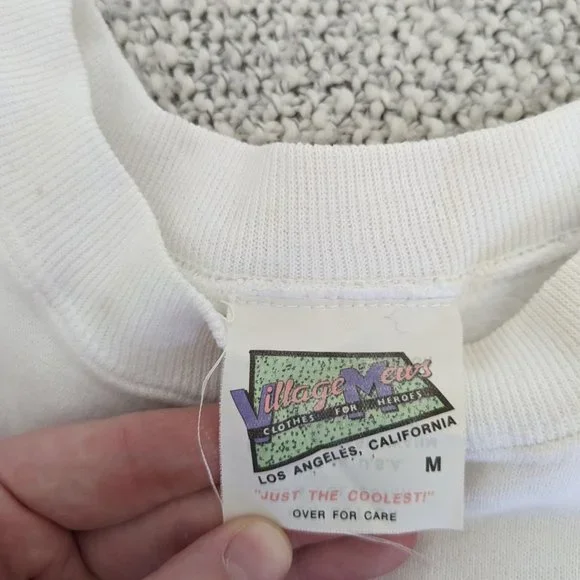 Village Mews
CLOTHES FOR HEROES
LOS ANGELES, CALIFORNIA
M
"JUST THE COOLEST!"
OVER FOR CARE